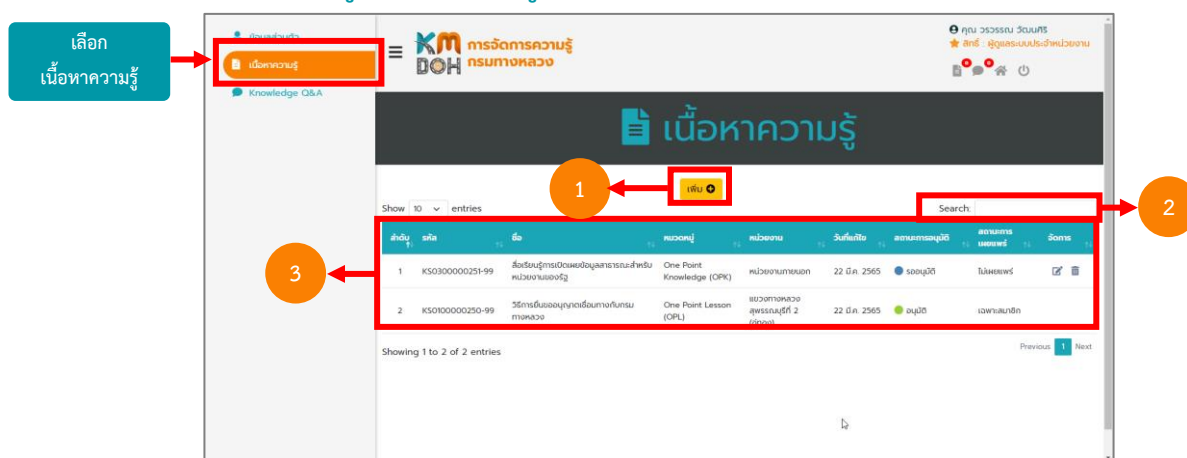 เลือก
เนื้อหาความรู้
ข้อมูลส่วนตัว
เนื้อหาความรู้
Knowledge Q&A
KM DOH
การจัดการความรู้
กรมทางหลวง
คุณ วรวรรณ วัฒนศิริ
สิทธิ์ : ผู้ดูแลระบบประจำหน่วยงาน
0 0
เนื้อหาความรู้
1
เพิ่ม
2
Show 10 entries
Search:
ลำดับ รหัส ชื่อ หมวดหมู่ หน่วยงาน วันที่แก้ไข สถานะการอนุมัติ สถานะการเผยแพร่ จัดการ
3
1 KS0300000251-99 สื่อเรียนรู้การเปิดเผยข้อมูลสาธารณะสำหรับหน่วยงานของรัฐ One Point Knowledge (OPK) หน่วยงานภายนอก 22 มี.ค. 2565 รออนุมัติ ไม่เผยแพร่
2 KS0100000250-99 วิธีการยื่นขออนุญาตเชื่อมทางกับกรมทางหลวง One Point Lesson (OPL) แขวงทางหลวงสุพรรณบุรีที่ 2 (อู่ทอง) 22 มี.ค. 2565 อนุมัติ เฉพาะสมาชิก
Showing 1 to 2 of 2 entries
Previous 1 Next